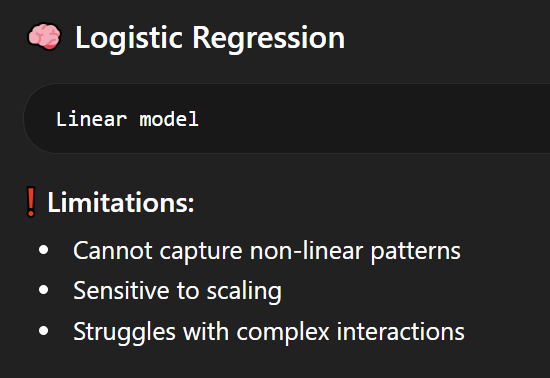 🧠 Logistic Regression
Linear model
❗ Limitations:
• Cannot capture non-linear patterns
• Sensitive to scaling
• Struggles with complex interactions